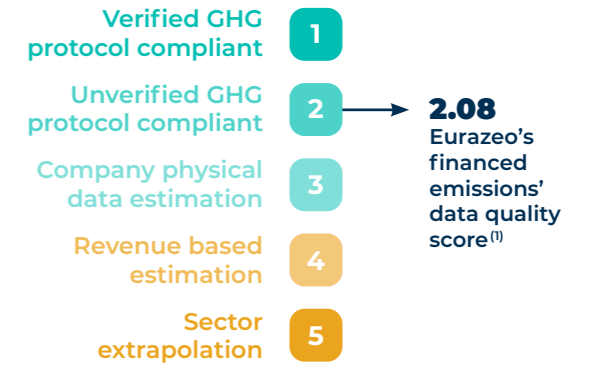 Verified GHG
protocol compliant
1
Unverified GHG
protocol compliant
2
2.08
Eurazeo's
financed
emissions'
data quality
score(1)
Company physical
data estimation
3
Revenue based
estimation
4
Sector
extrapolation
5